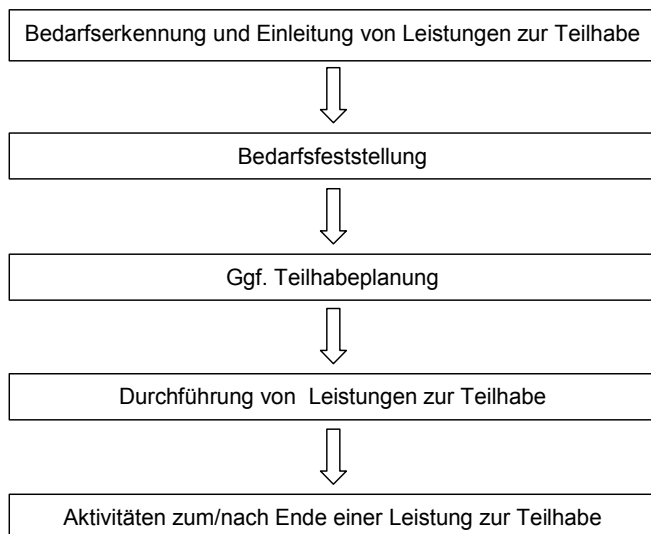 Bedarfserkennung und Einleitung von Leistungen zur Teilhabe
Bedarfsfeststellung
Ggf. Teilhabeplanung
Durchführung von Leistungen zur Teilhabe
Aktivitäten zum/nach Ende einer Leistung zur Teilhabe